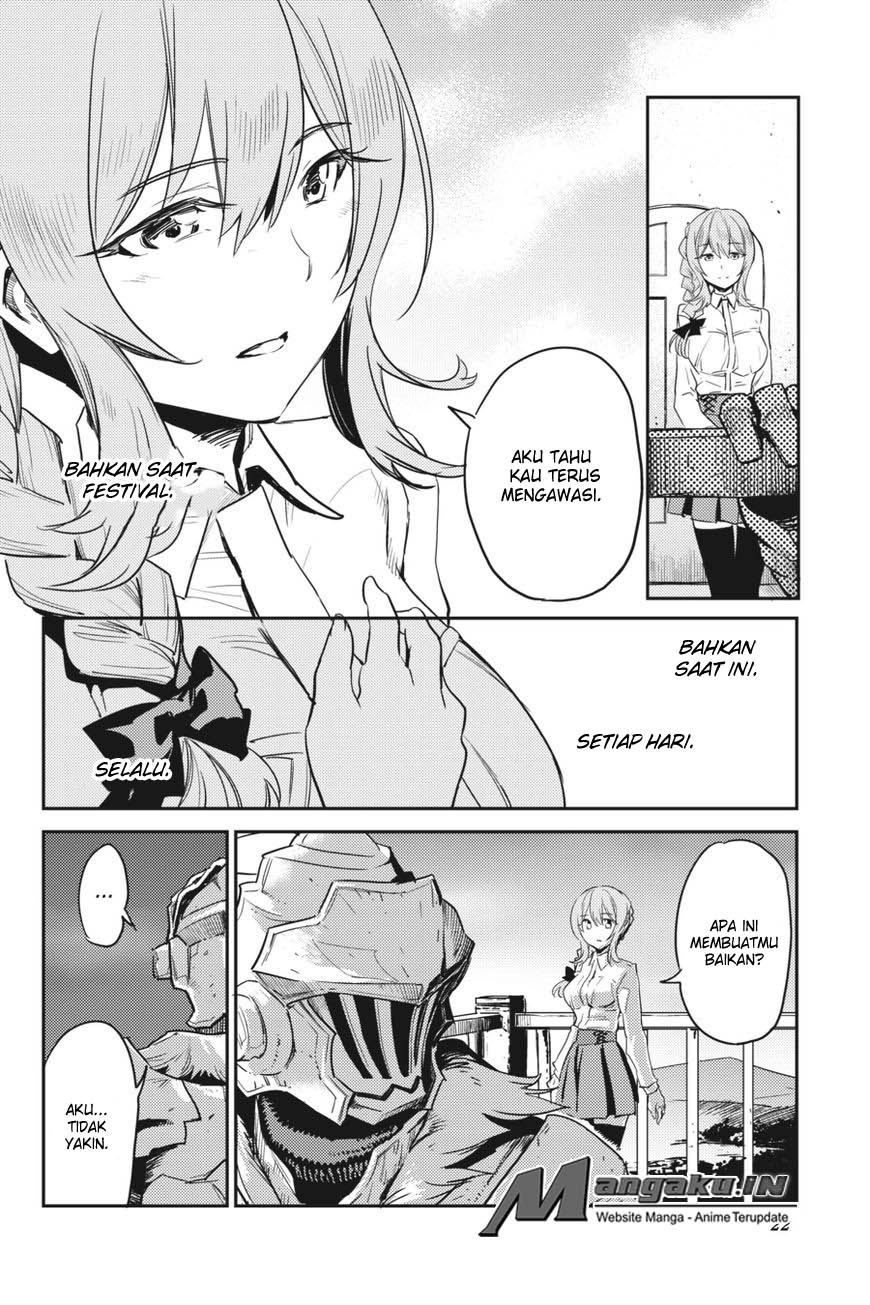 AKU TAHU
KAU TERUS
MENGAWASI.
BAHKAN SAAT
FESTIVAL.
BAHKAN
SAAT INI.
SETIAP HARI.
SELALU.
APA INI
MEMBUATMU
BAIKAN?
...
AKU...
TIDAK
YAKIN.
Mangaku.iN
Website Manga - Anime Terupdate
22